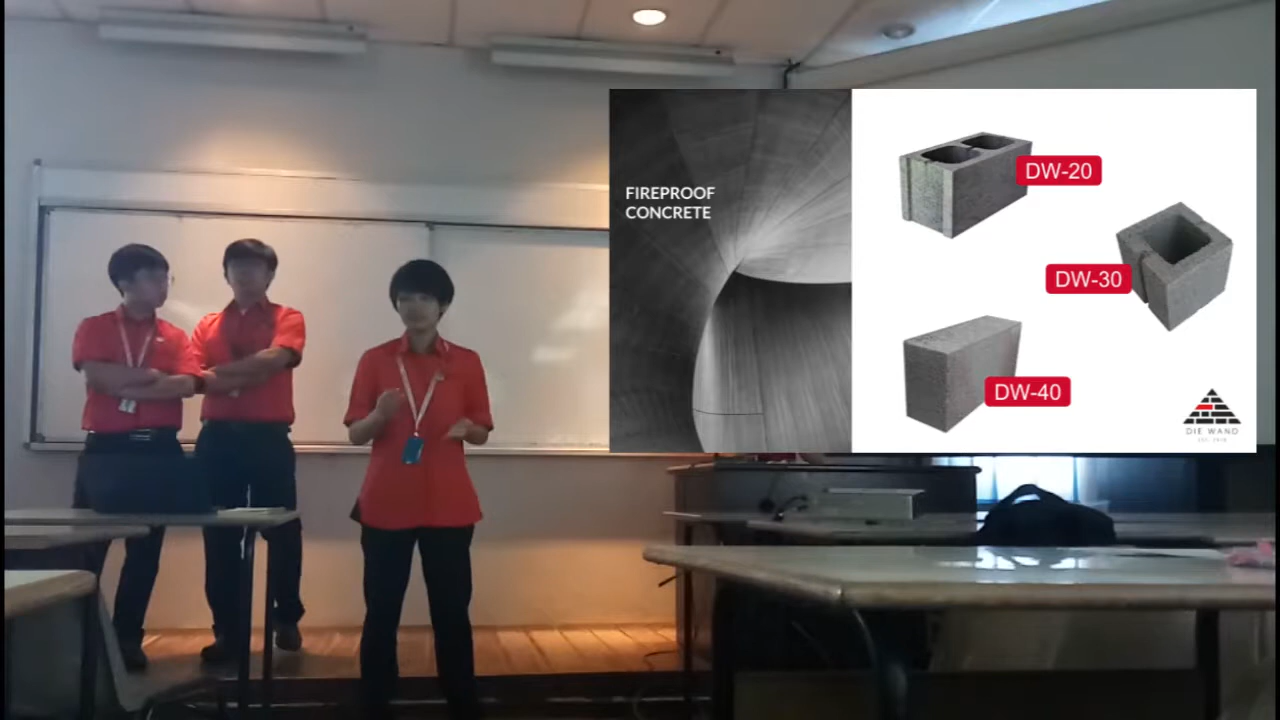 FIREPROOF
CONCRETE
DW-20
DW-30
DW-40
DIE WAND